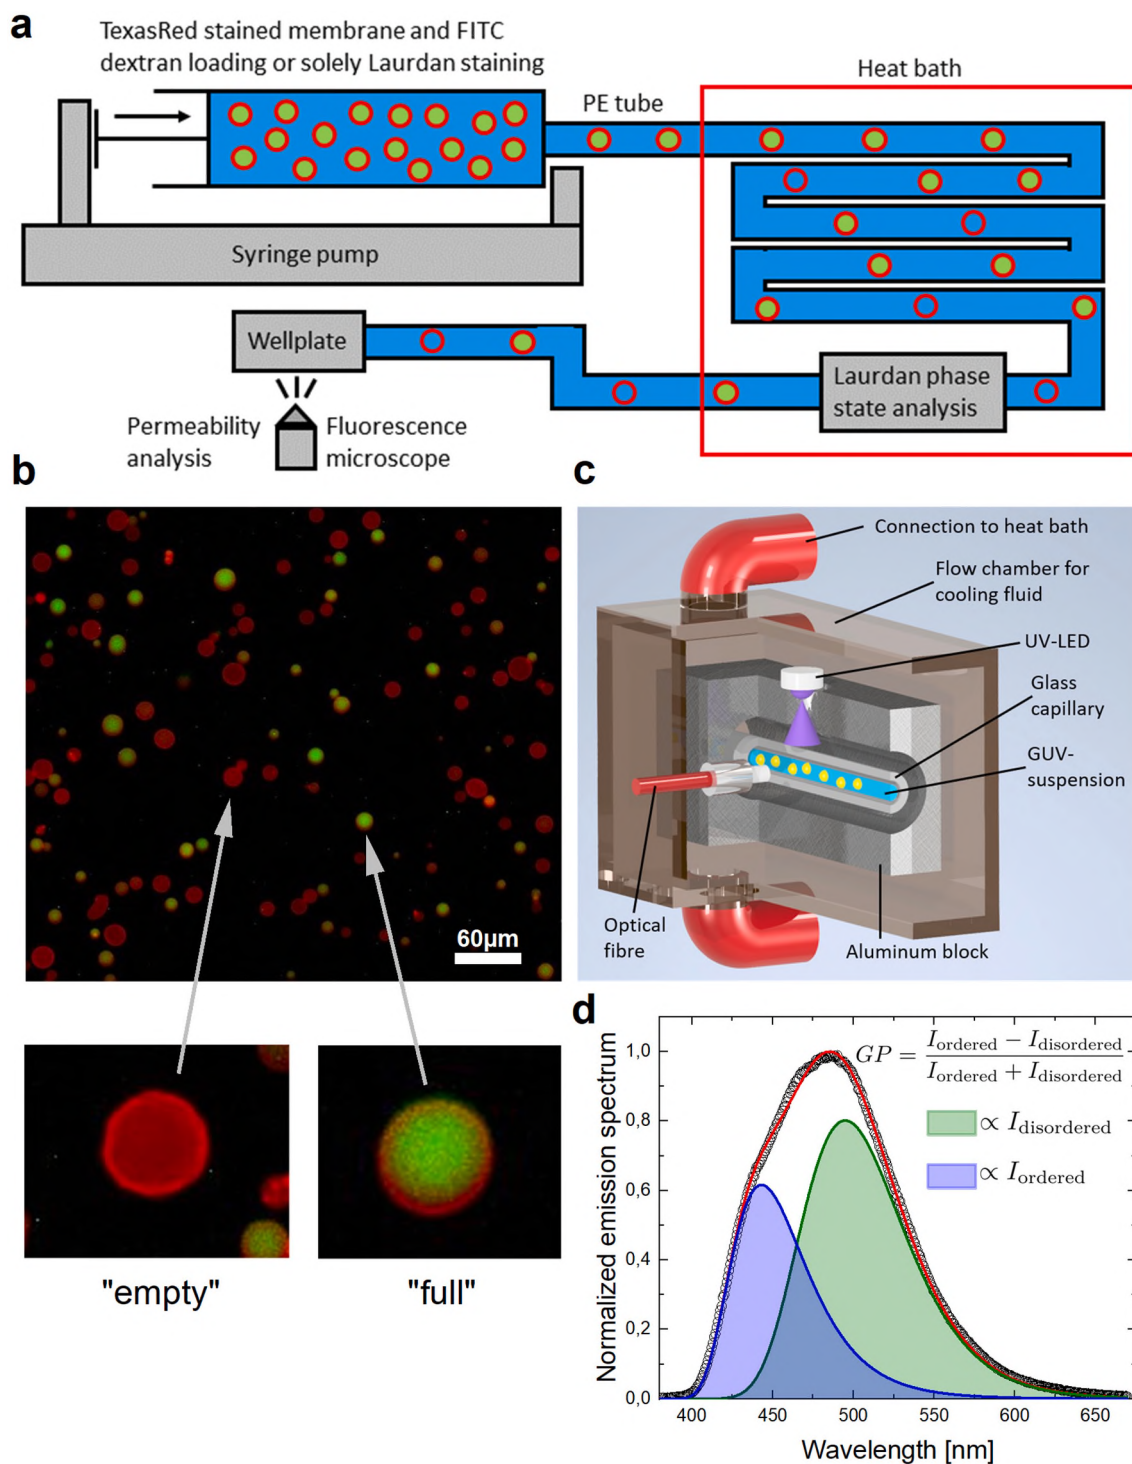 a
TexasRed stained membrane and FITC
dextran loading or solely Laurdan staining
PE tube
Heat bath
Syringe pump
Wellplate
Laurdan phase
state analysis
Permeability
analysis
Fluorescence
microscope
b
60µm
"empty"
"full"
c
Connection to heat bath
Flow chamber for
cooling fluid
UV-LED
Glass
capillary
GUV-
suspension
Optical
fibre
Aluminum block
d
GP = (I_ordered − I_disordered) / (I_ordered + I_disordered)
∝ I_disordered
∝ I_ordered
Normalized emission spectrum
1,0
0,8
0,6
0,4
0,2
0,0
400 450 500 550 600 650
Wavelength [nm]